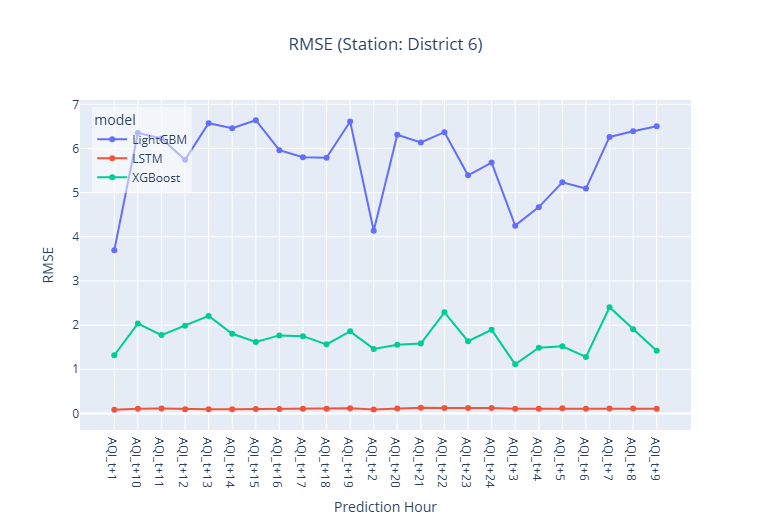 RMSE (Station: District 6)
model
LightGBM
LSTM
XGBoost
RMSE
7
6
5
4
3
2
1
0
AQI_t+1
AQI_t+10
AQI_t+11
AQI_t+12
AQI_t+13
AQI_t+14
AQI_t+15
AQI_t+16
AQI_t+17
AQI_t+18
AQI_t+19
AQI_t+2
AQI_t+20
AQI_t+21
AQI_t+22
AQI_t+23
AQI_t+24
AQI_t+3
AQI_t+4
AQI_t+5
AQI_t+6
AQI_t+7
AQI_t+8
AQI_t+9
Prediction Hour